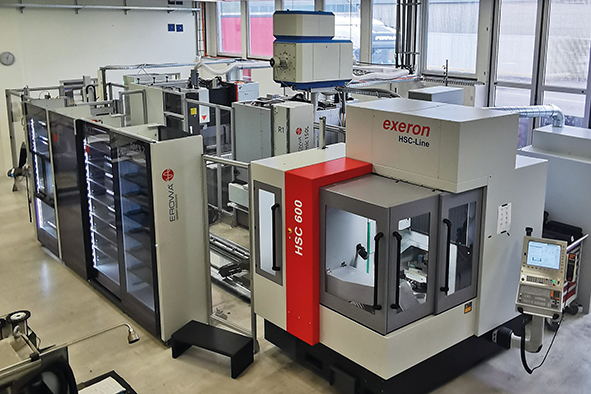 exeron
HSC-Line
HSC 600
EROWA